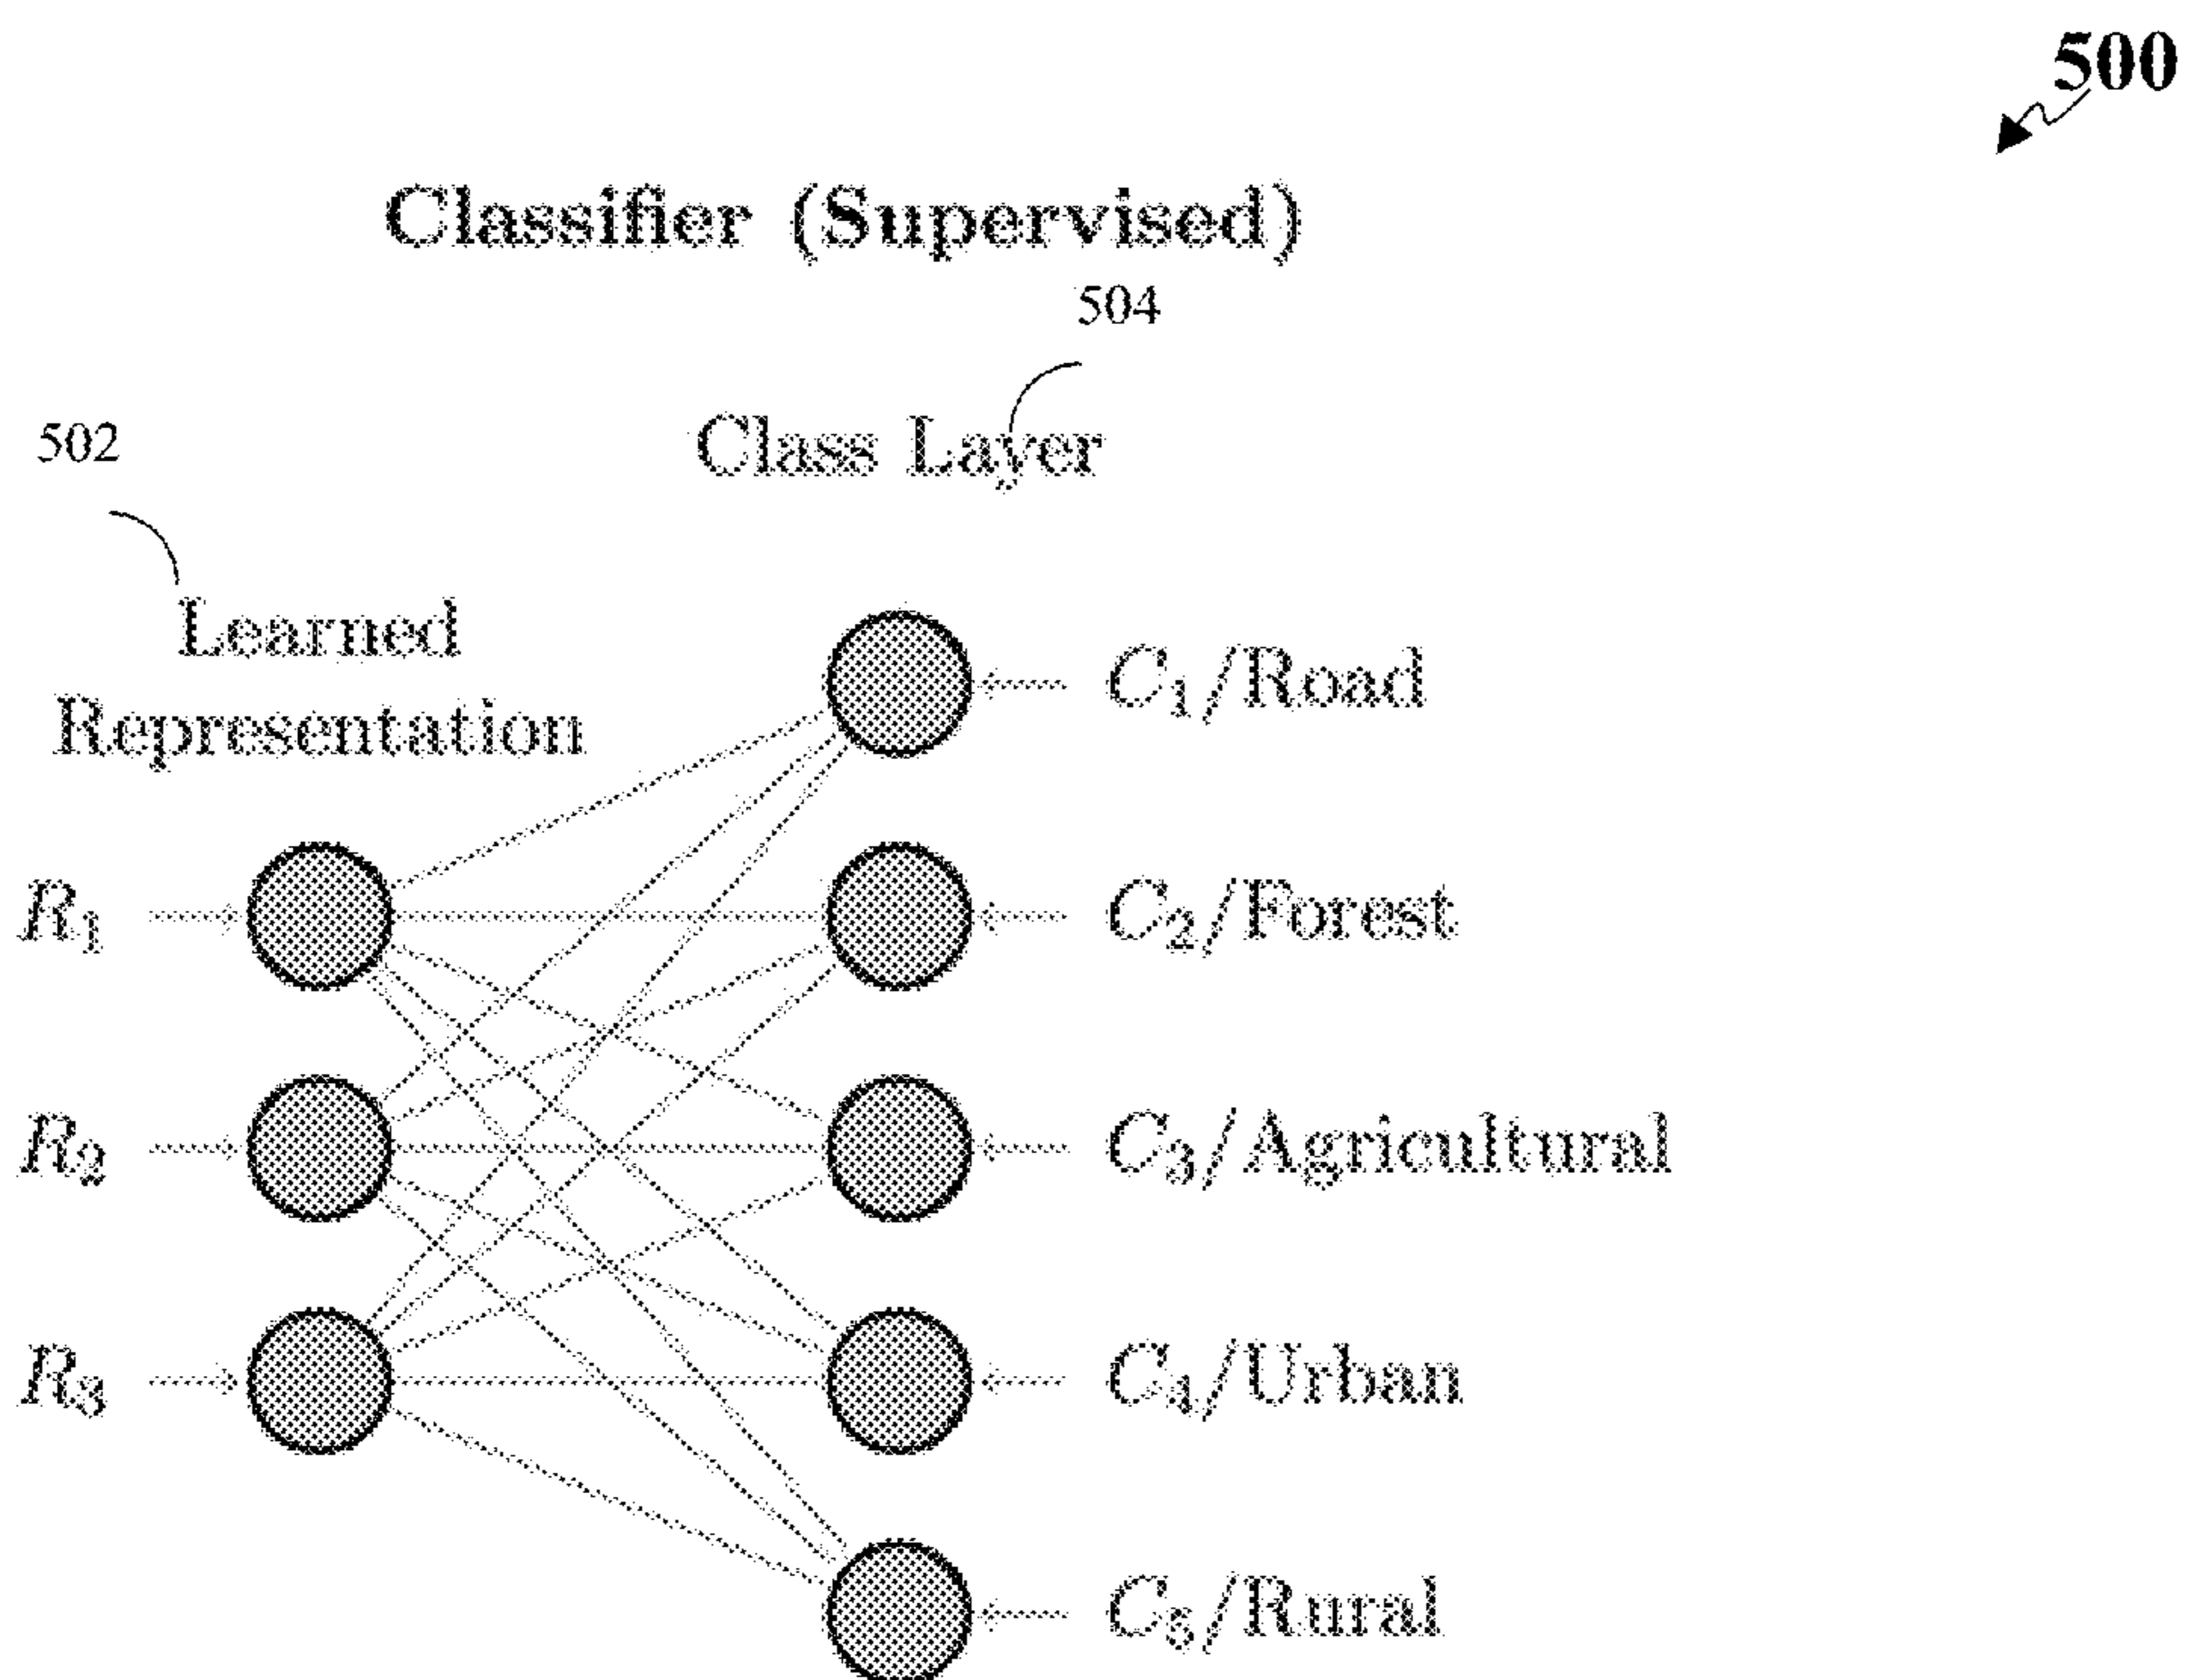 500
Classifier (Supervised)
504
Class Layer
502
Learned
Representation
C₁/Road
R₁
C₂/Forest
R₂
C₃/Agricultural
R₃
C₄/Urban
C₅/Rural